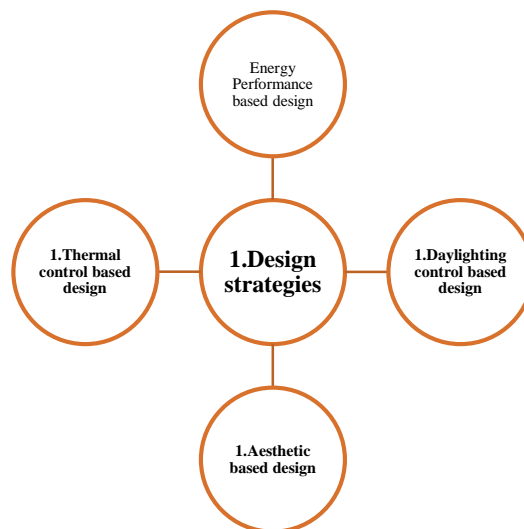 Energy
Performance
based design
1.Thermal
control based
design
1.Design
strategies
1.Daylighting
control based
design
1.Aesthetic
based design